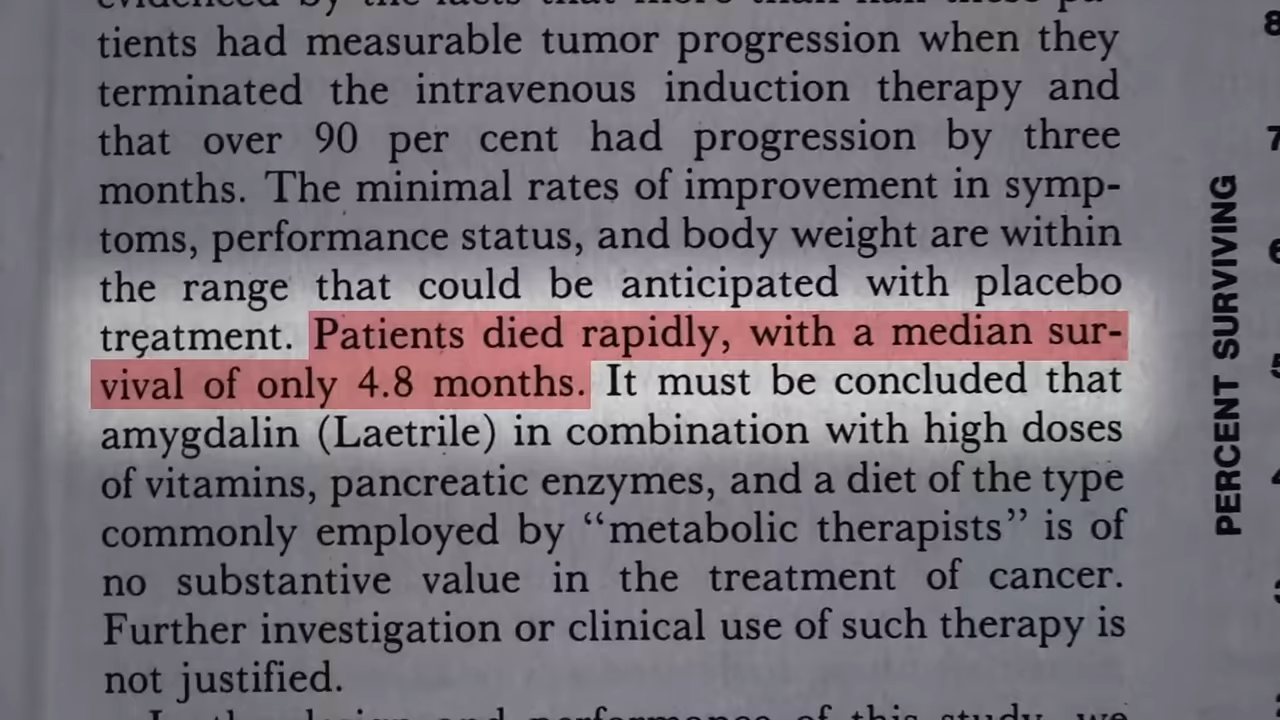 tients had measurable tumor progression when they
terminated the intravenous induction therapy and
that over 90 per cent had progression by three
months. The minimal rates of improvement in symp-
toms, performance status, and body weight are within
the range that could be anticipated with placebo
treatment. Patients died rapidly, with a median sur-
vival of only 4.8 months. It must be concluded that
amygdalin (Laetrile) in combination with high doses
of vitamins, pancreatic enzymes, and a diet of the type
commonly employed by “metabolic therapists” is of
no substantive value in the treatment of cancer.
Further investigation or clinical use of such therapy is
not justified.
of this study, we
PERCENT SURVIVING